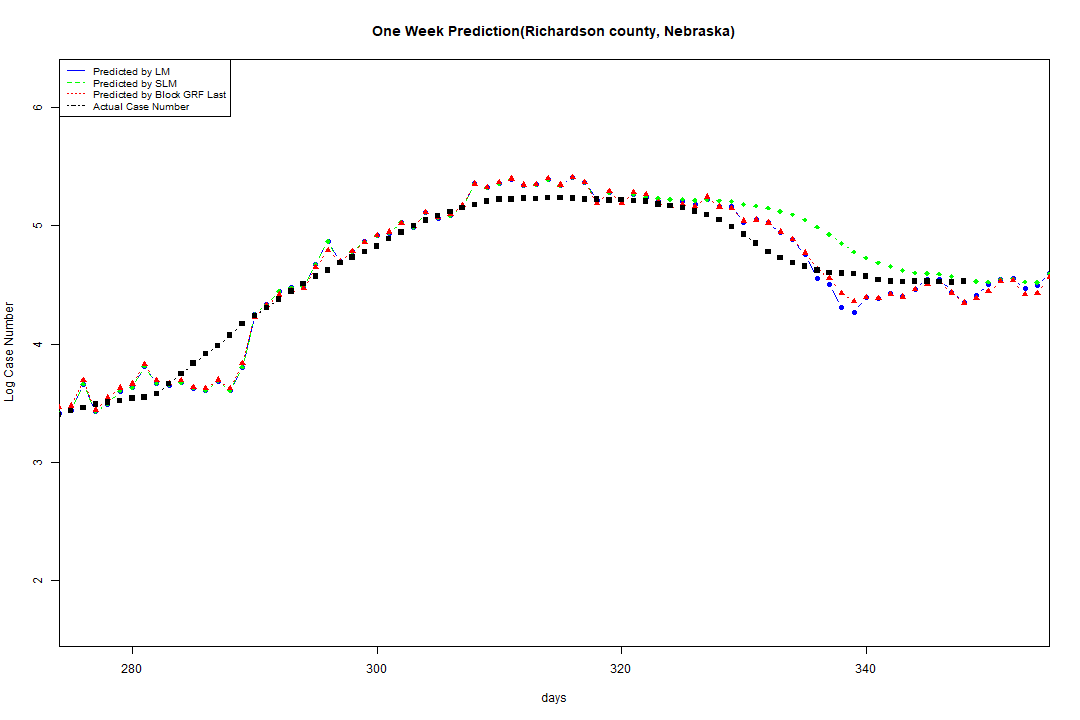 One Week Prediction(Richardson county, Nebraska)
Predicted by LM
Predicted by SLM
Predicted by Block GRF Last
Actual Case Number
6
5
4
3
2
Log Case Number
280 300 320 340
days